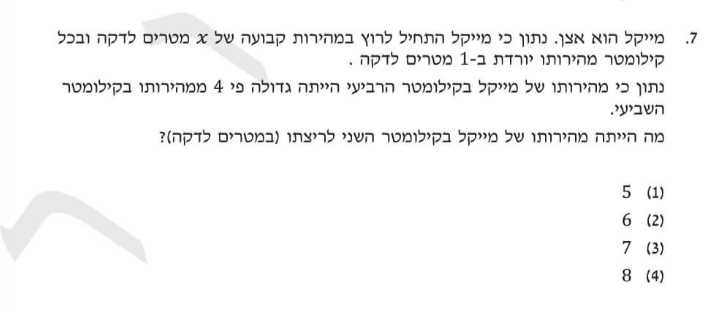 7. מייקל הוא אצן. נתון כי מייקל התחיל לרוץ במהירות קבועה של x מטרים לדקה ובכל
קילומטר מהירותו יורדת ב-1 מטרים לדקה .
נתון כי מהירותו של מייקל בקילומטר הרביעי הייתה גדולה פי 4 ממהירותו בקילומטר
השביעי.
מה הייתה מהירותו של מייקל בקילומטר השני לריצתו (במטרים לדקה)?
(1) 5
(2) 6
(3) 7
(4) 8